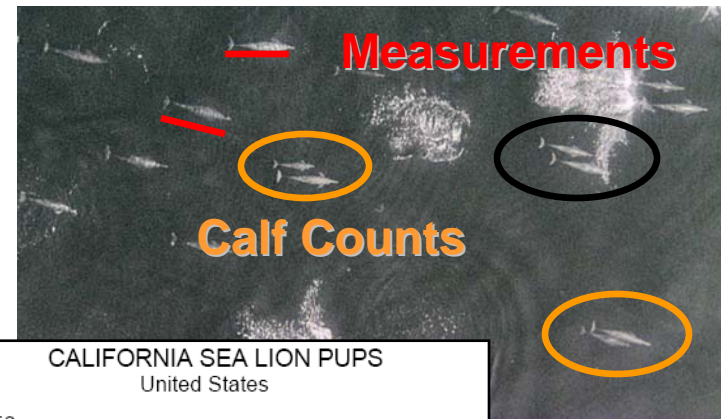 Measurements
Calf Counts
CALIFORNIA SEA LION PUPS
United States